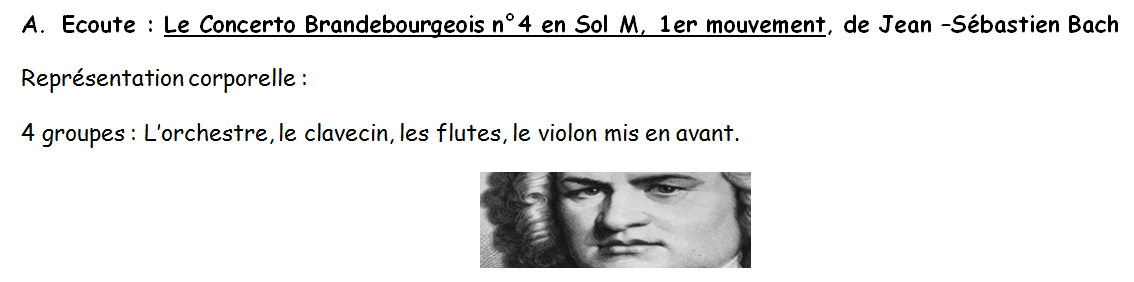 A. Ecoute : Le Concerto Brandebourgeois n°4 en Sol M, 1er mouvement, de Jean –Sébastien Bach
Représentation corporelle :
4 groupes : L’orchestre, le clavecin, les flutes, le violon mis en avant.